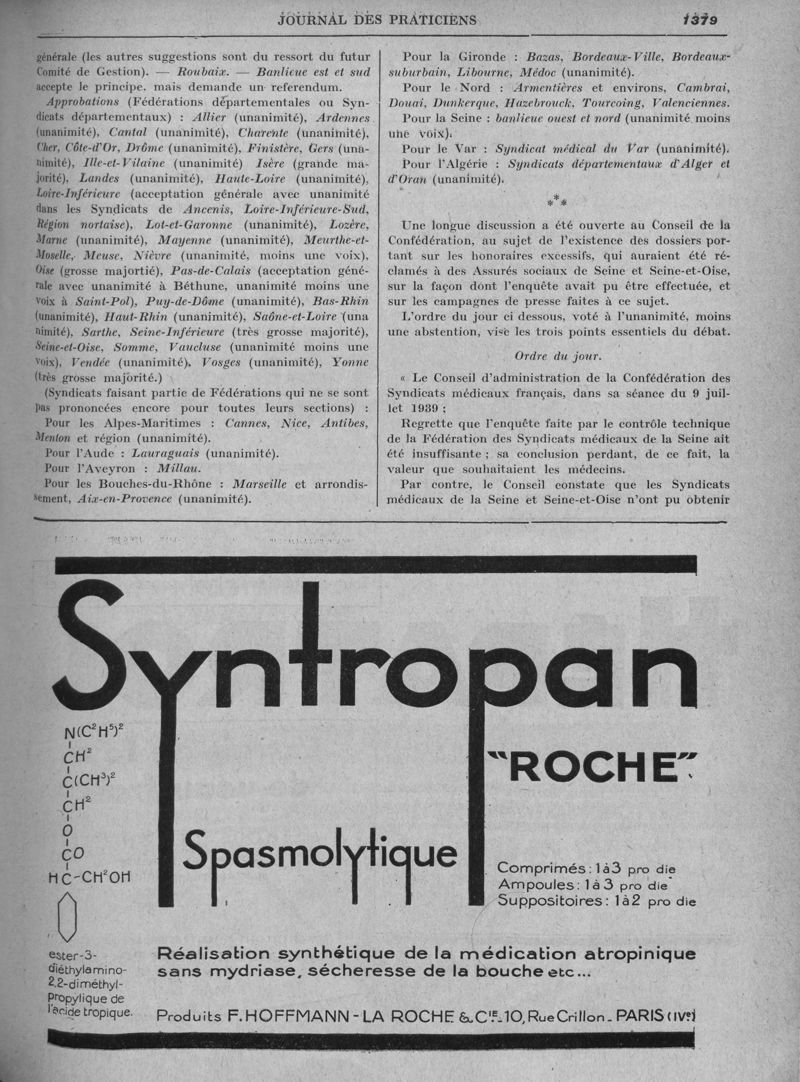 JOURNAL DES PRATICIENS
1379
générale (les autres suggestions sont du ressort du futur
Comité de Gestion). — Roubaix. — Banlieue est et sud
accepte le principe. mais demande un referendum.
Approbations (Fédérations départementales ou Syn-
dicats départementaux) : Allier (unanimité), Ardennes
(unanimité), Cantal (unanimité), Charente (unanimité),
Cher, Côte-d'Or, Drôme (unanimité), Finistère, Gers (una-
nimité), Ille-et-Vilaine (unanimité) Isère (grande ma-
jorité), Landes (unanimité), Haute-Loire (unanimité),
Loire-Inférieure (acceptation générale avec unanimité
dans les Syndicats de Ancenis, Loire-Inférieure-Sud,
Région nortaise), Lot-et-Garonne (unanimité), Lozère,
Marne (unanimité), Mayenne (unanimité), Meurthe-et-
Moselle, Meuse, Nièvre (unanimité, moins une voix),
Oise (grosse majortié), Pas-de-Calais (acceptation géné-
rale avec unanimité à Béthune, unanimité moins une
voix à Saint-Pol), Puy-de-Dôme (unanimité), Bas-Rhin
(unanimité), Haut-Rhin (unanimité), Saône-et-Loire (una
nimité), Sarthe, Seine-Inférieure (très grosse majorité),
Seine-et-Oise, Somme, Vaucluse (unanimité moins une
voix), Vendée (unanimité), Vosges (unanimité), Yonne
(très grosse majorité.)
(Syndicats faisant partie de Fédérations qui ne se sont
pas prononcées encore pour toutes leurs sections) :
Pour les Alpes-Maritimes : Cannes, Nice, Antibes,
Menton et région (unanimité).
Pour l'Aude : Lauraguais (unanimité).
Pour l'Aveyron : Millau.
Pour les Bouches-du-Rhône : Marseille et arrondis-
sement, Aix-en-Provence (unanimité).
Pour la Gironde : Bazas, Bordeaux-Ville, Bordeaux-
suburbain, Libourne, Médoc (unanimité).
Pour le Nord : Armentières et environs, Cambrai,
Douai, Dunkerque, Hazebrouck, Tourcoing, Valenciennes.
Pour la Seine : banlieue ouest et nord (unanimité moins
une voix).
Pour le Var : Syndicat médical du Var (unanimité).
Pour l'Algérie : Syndicats départementaux d'Alger et
d'Oran (unanimité).
***
Une longue discussion a été ouverte au Conseil de la
Confédération, au sujet de l'existence des dossiers por-
tant sur les honoraires excessifs, qui auraient été ré-
clamés à des Assurés sociaux de Seine et Seine-et-Oise,
sur la façon dont l'enquête avait pu être effectuée, et
sur les campagnes de presse faites à ce sujet.
L'ordre du jour ci dessous, voté à l'unanimité, moins
une abstention, vise les trois points essentiels du débat.
Ordre du jour.
« Le Conseil d'administration de la Confédération des
Syndicats médicaux français, dans sa séance du 9 juil-
let 1939 ;
Regrette que l'enquête faite par le contrôle technique
de la Fédération des Syndicats médicaux de la Seine ait
été insuffisante ; sa conclusion perdant, de ce fait, la
valeur que souhaitaient les médecins.
Par contre, le Conseil constate que les Syndicats
médicaux de la Seine et Seine-et-Oise n'ont pu obtenir
Syntropan
"ROCHE"
Spasmolytique
N(C²H⁵)²
CH²
C(CH³)²
CH²
O
CO
HC-CH²OH
ester-3-
diéthylamino-
2,2-diméthyl-
propylique de
l'acide tropique.
Comprimés : 1à3 pro die
Ampoules : 1à3 pro die
Suppositoires : 1à2 pro die
Réalisation synthétique de la médication atropinique
sans mydriase, sécheresse de la bouche etc...
Produits F. HOFFMANN-LA ROCHE & Cie_10, Rue Crillon_PARIS (IVe)